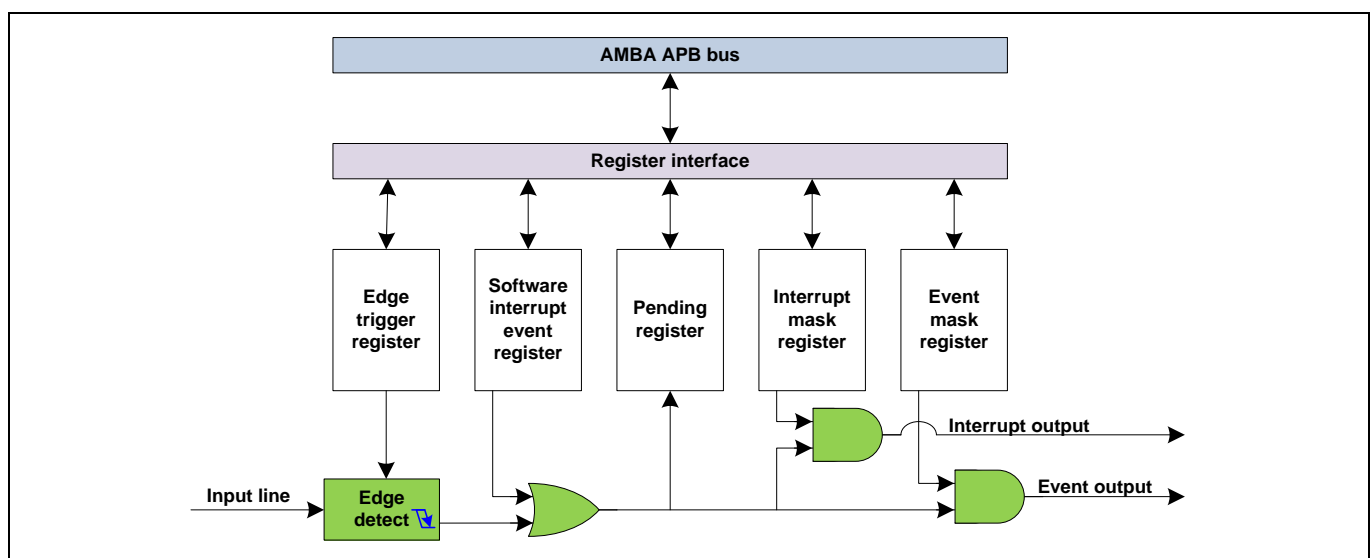 AMBA APB bus
Register interface
Edge
trigger
register
Software
interrupt
event
register
Pending
register
Interrupt
mask
register
Event
mask
register
Interrupt output
Input line
Edge
detect
Event output